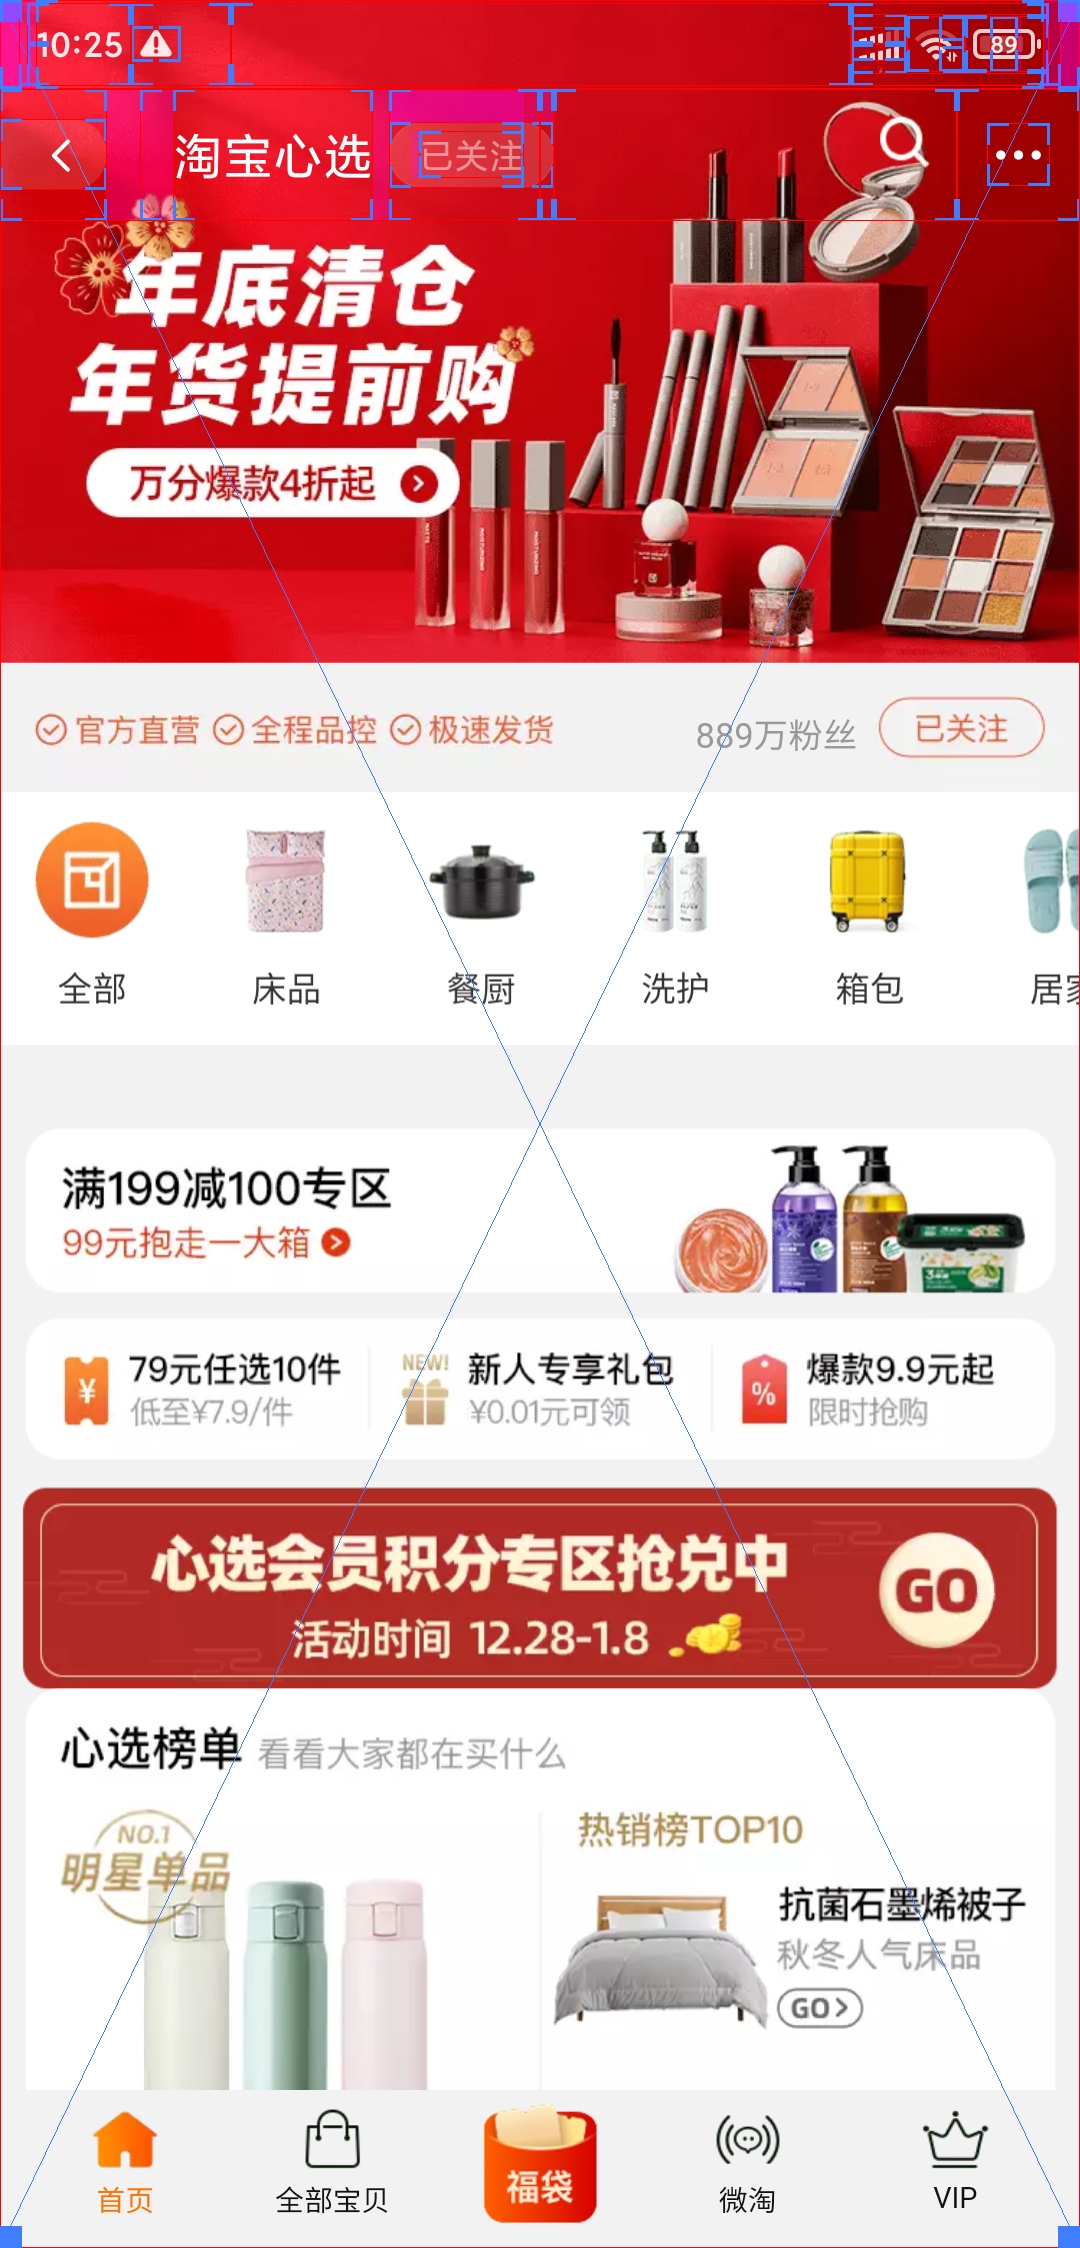 10:25
89
淘宝心选 已关注
年底清仓
年货提前购
万分爆款4折起
官方直营 全程品控 极速发货 889万粉丝 已关注
全部 床品 餐厨 洗护 箱包 居家
满199减100专区
99元抱走一大箱
79元任选10件 NEW! 新人专享礼包 爆款9.9元起
低至¥7.9/件 ¥0.01元可领 限时抢购
心选会员积分专区抢兑中
活动时间 12.28-1.8
GO
心选榜单 看看大家都在买什么
NO.1
明星单品
热销榜TOP10
抗菌石墨烯被子
秋冬人气床品
GO
首页 全部宝贝 福袋 微淘 VIP